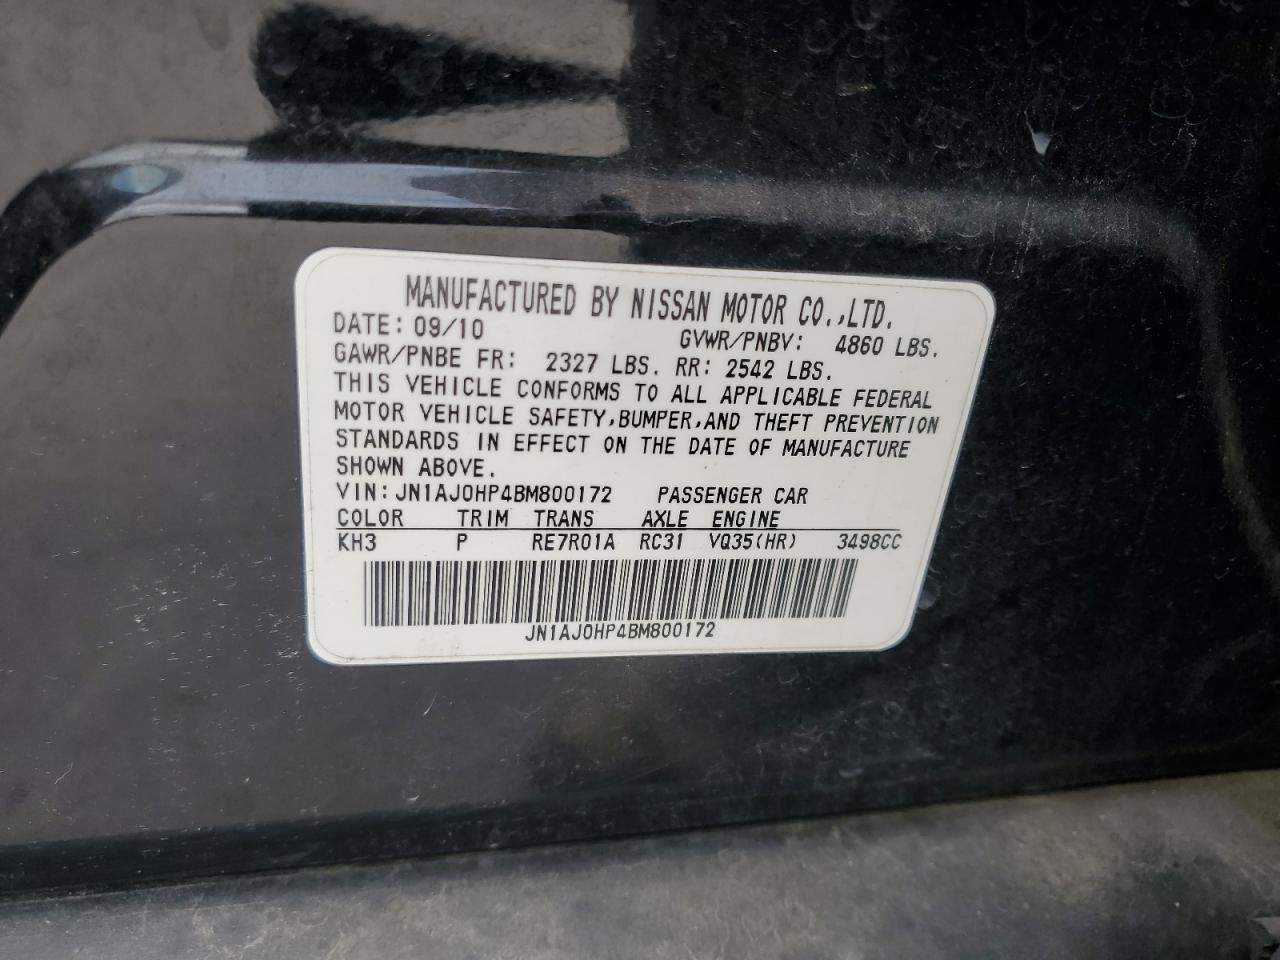 MANUFACTURED BY NISSAN MOTOR CO.,LTD.
DATE: 09/10 GVWR/PNBV: 4860 LBS.
GAWR/PNBE FR: 2327 LBS. RR: 2542 LBS.
THIS VEHICLE CONFORMS TO ALL APPLICABLE FEDERAL
MOTOR VEHICLE SAFETY,BUMPER,AND THEFT PREVENTION
STANDARDS IN EFFECT ON THE DATE OF MANUFACTURE
SHOWN ABOVE.
VIN: JN1AJ0HP4BM800172 PASSENGER CAR
COLOR TRIM TRANS AXLE ENGINE
KH3 P RE7R01A RC31 VQ35(HR) 3498CC
JN1AJ0HP4BM800172